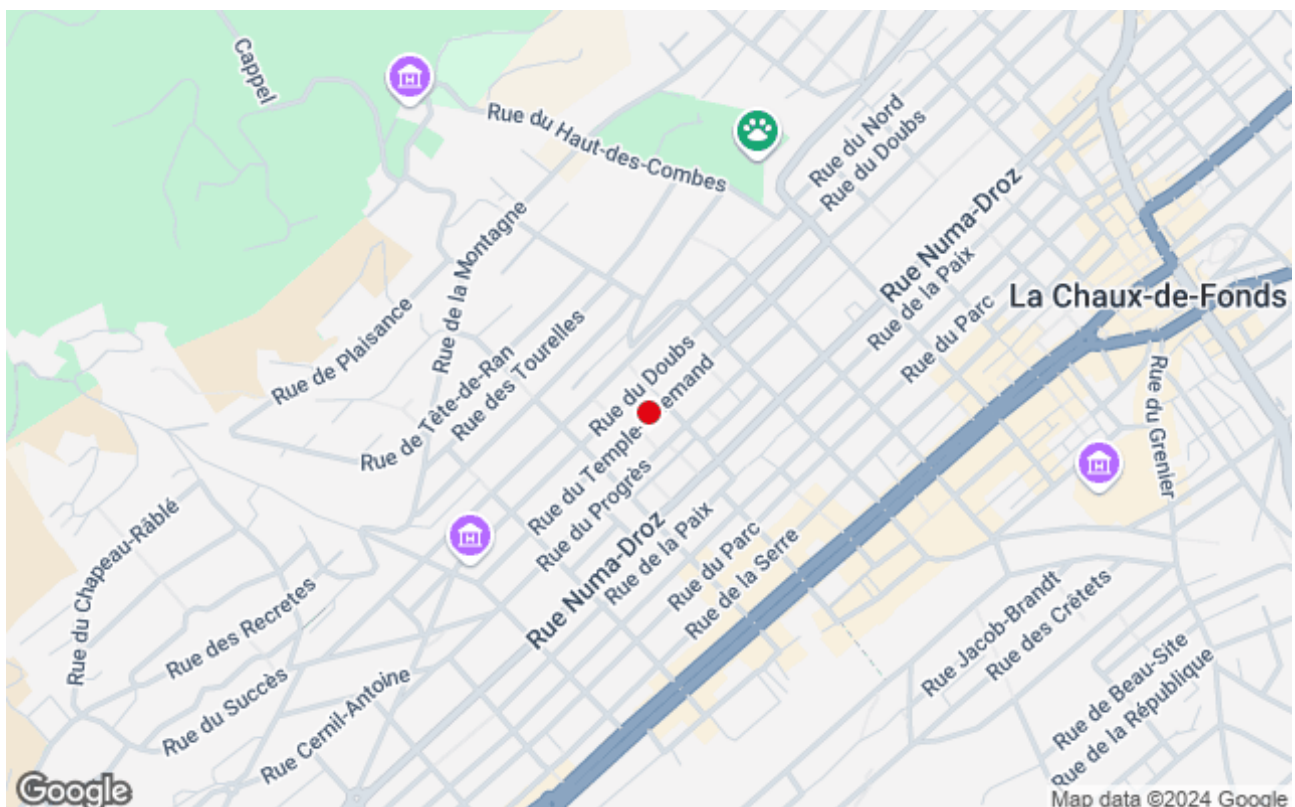 Cappel
Rue du Haut-des-Combes
Rue du Nord
Rue du Doubs
Rue Numa-Droz
Rue de la Paix
Rue du Parc
La Chaux-de-Fonds
Rue de la Montagne
Rue de Plaisance
Rue de Tête-de-Ran
Rue des Tourelles
Rue du Doubs
Rue du Temple-
emand
Rue du Progrès
Rue Numa-Droz
Rue de la Paix
Rue du Parc
Rue de la Serre
Rue du Grenier
Rue du Chapeau-Râblé
Rue des Recretes
Rue du Succès
Rue Cernil-Antoine
Rue Jacob-Brandt
Rue des Crêtets
Rue de Beau-Site
Rue de la République
Google
Map data ©2024 Google